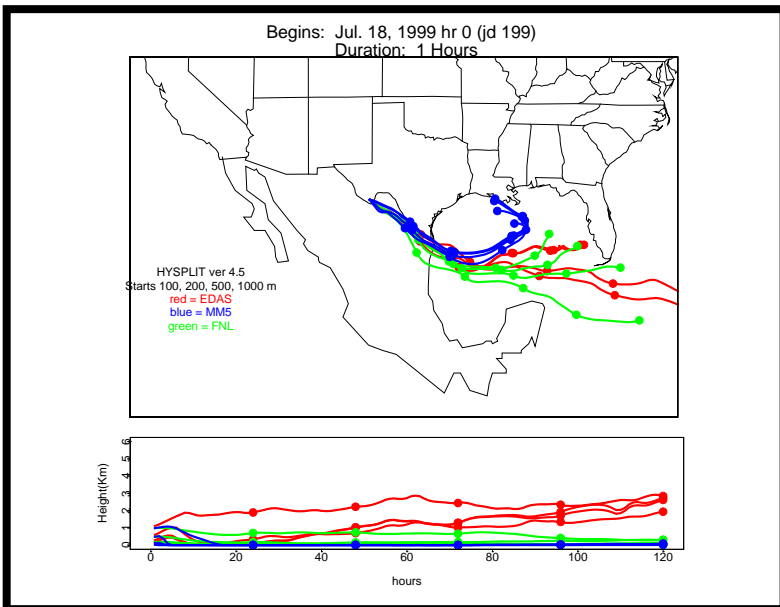 Begins: Jul. 18, 1999 hr 0 (jd 199)
Duration: 1 Hours
HYSPLIT ver 4.5
Starts 100, 200, 500, 1000 m
red = EDAS
blue = MM5
green = FNL
Height(Km)
6
5
4
3
2
1
0
0 20 40 60 80 100 120
hours